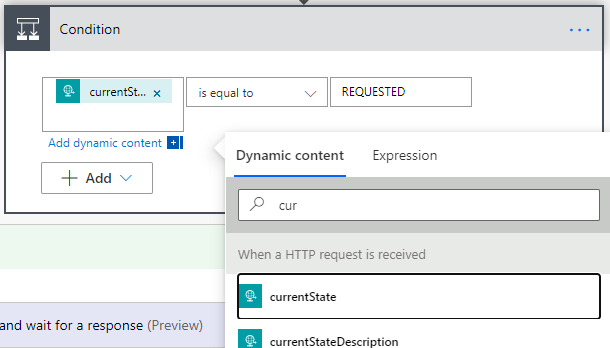 Condition
currentSt... ×
is equal to
REQUESTED
Add dynamic content
Add
Dynamic content
Expression
cur
When a HTTP request is received
currentState
currentStateDescription
and wait for a response (Preview)